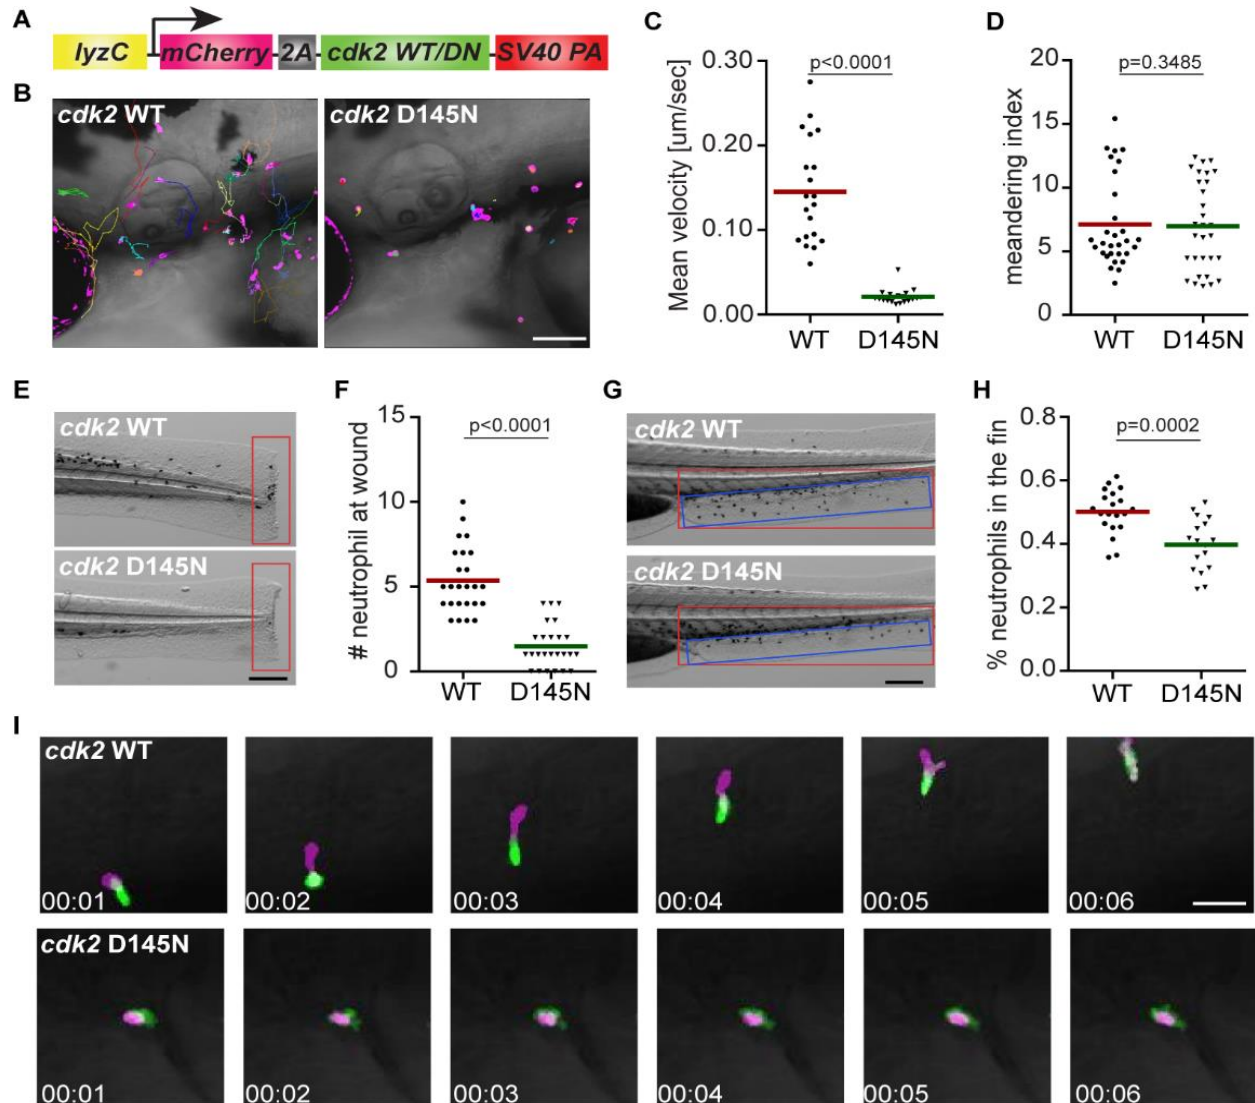 A
lyzC mCherry 2A cdk2 WT/DN SV40 PA
B
cdk2 WT
cdk2 D145N
C
Mean velocity [um/sec]
0.30
0.20
0.10
0.00
p<0.0001
WT D145N
D
meandering index
20
15
10
5
0
p=0.3485
WT D145N
E
cdk2 WT
cdk2 D145N
F
# neutrophil at wound
15
10
5
0
p<0.0001
WT D145N
G
cdk2 WT
cdk2 D145N
H
% neutrophils in the fin
0.8
0.6
0.4
0.2
0.0
p=0.0002
WT D145N
I
cdk2 WT
00:01 00:02 00:03 00:04 00:05 00:06
cdk2 D145N
00:01 00:02 00:03 00:04 00:05 00:06